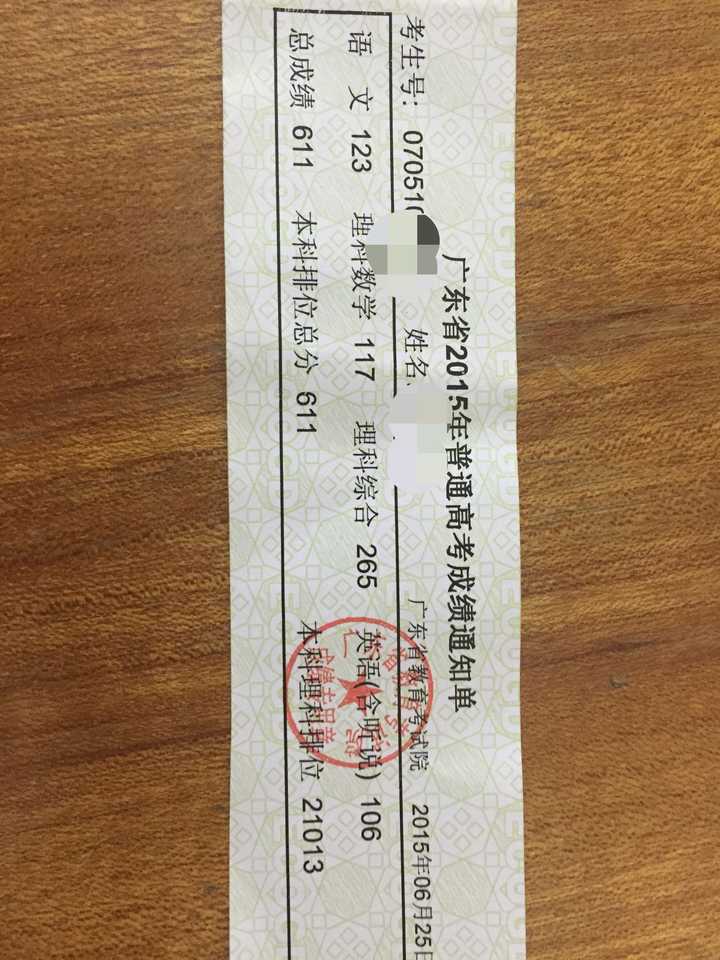 广东省2015年普通高考成绩通知单
考生号: 070510 姓名 广东省教育考试院 2015年06月25日
语 文 123 理科数学 117 理科综合 265 英语(含听说) 106
总成绩 611 本科排位总分 611 本科理科排位 21013